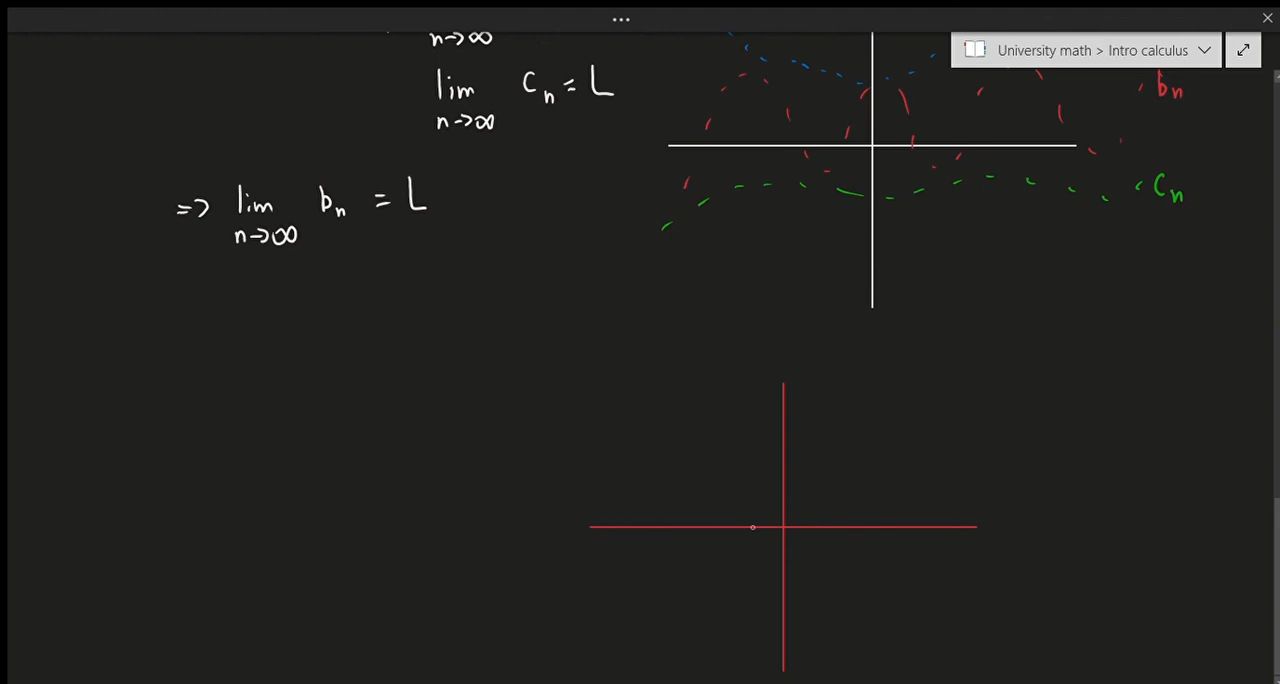 n→∞
lim c_n = L
n→∞
⇒ lim b_n = L
n→∞
University math > Intro calculus
b_n
c_n